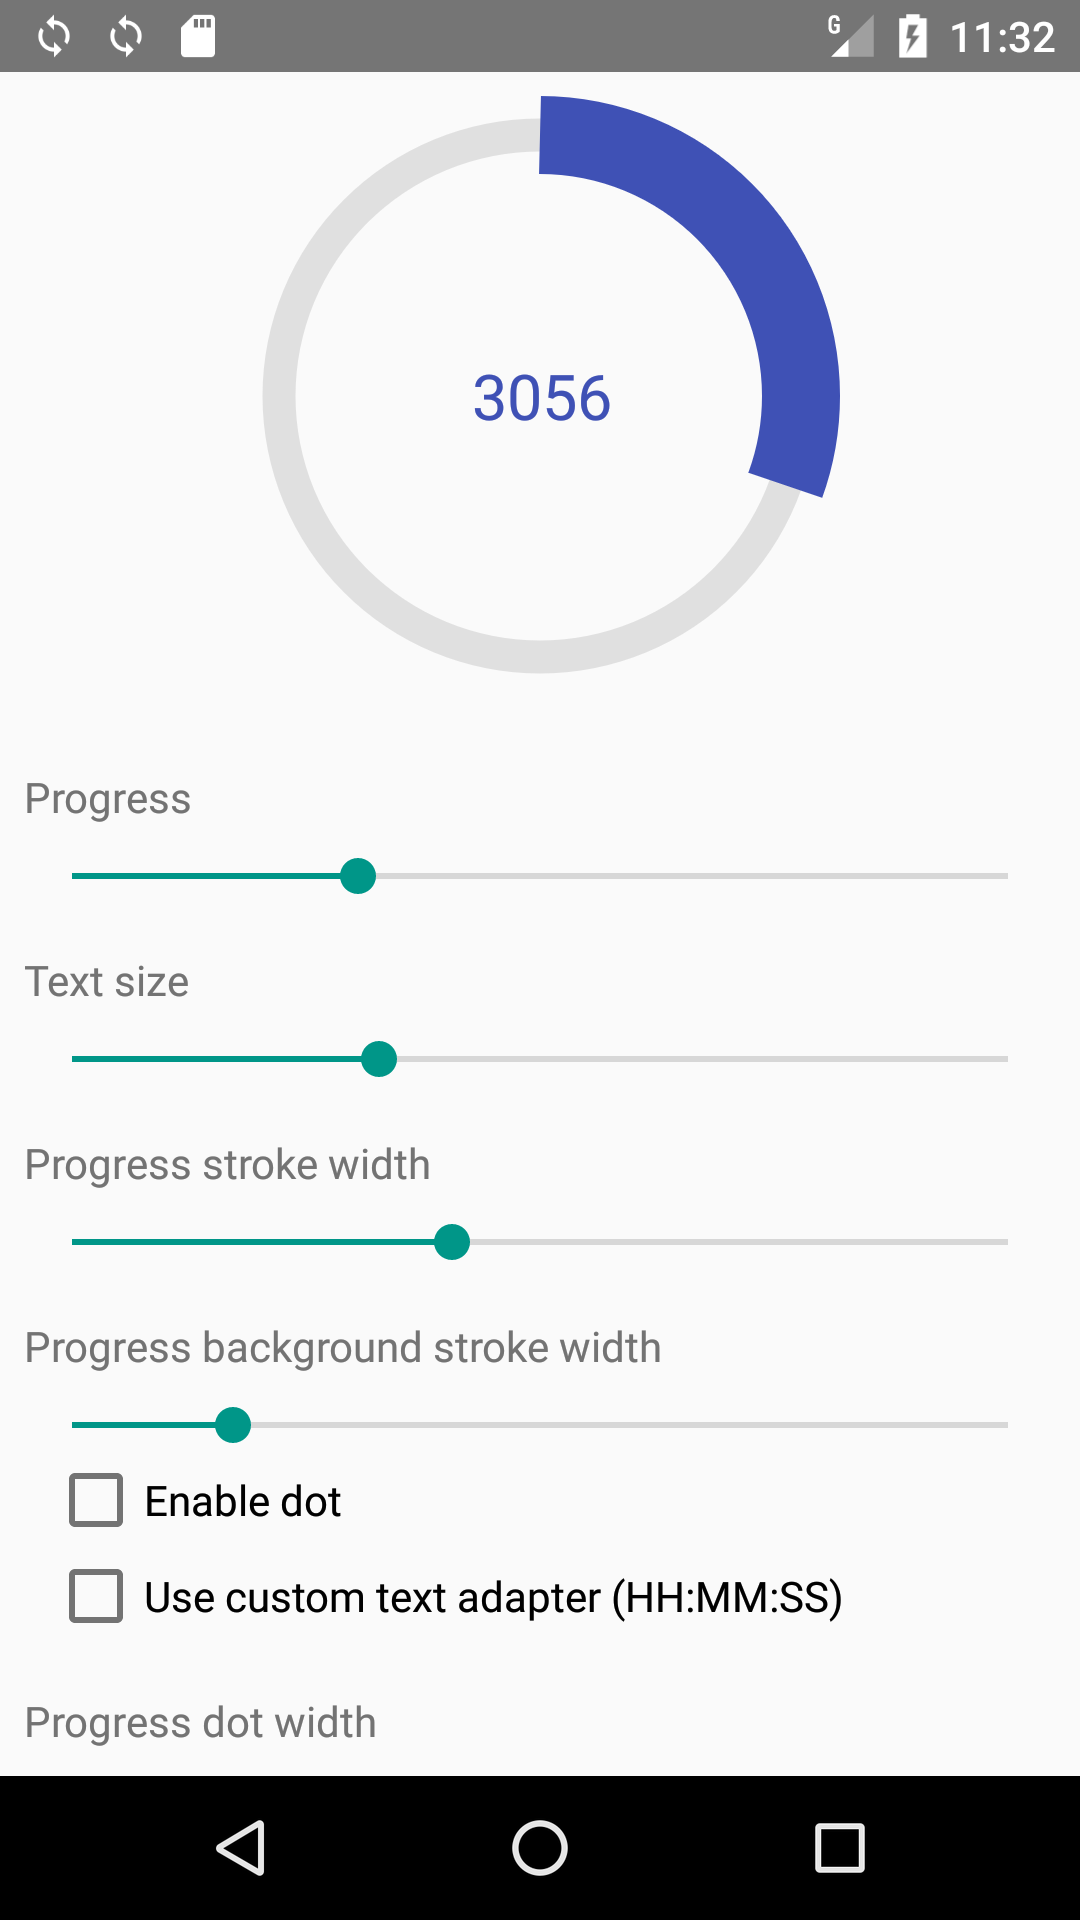 G 11:32
3056
Progress
Text size
Progress stroke width
Progress background stroke width
Enable dot
Use custom text adapter (HH:MM:SS)
Progress dot width